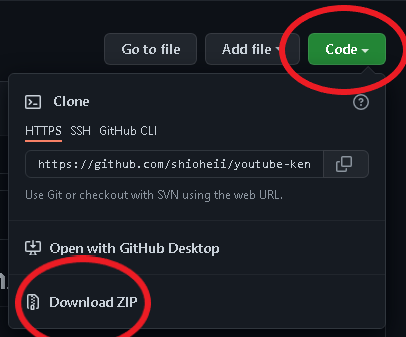 Go to file
Add file
Code
Clone
?
HTTPS SSH GitHub CLI
https://github.com/shioheii/youtube-ken
Use Git or checkout with SVN using the web URL.
Open with GitHub Desktop
Download ZIP